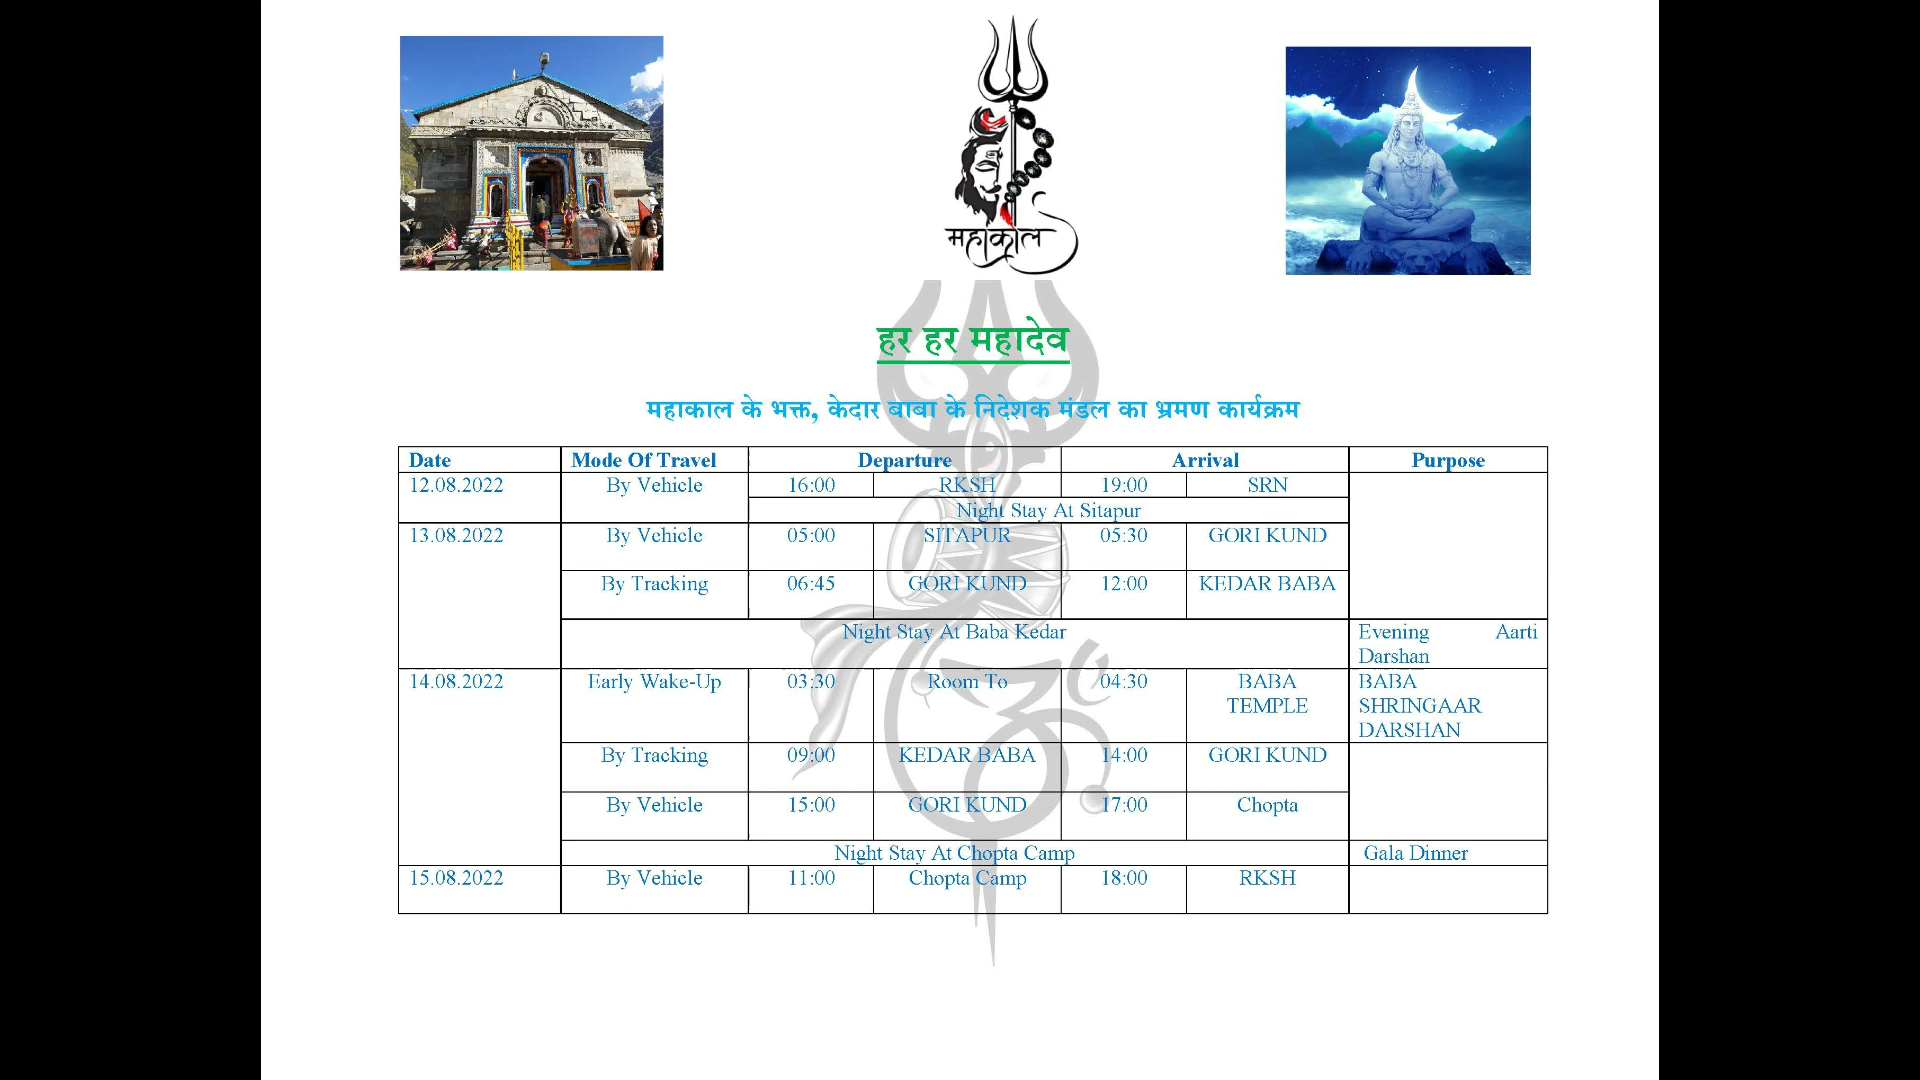 महाकाल
हर हर महादेव
महाकाल के भक्त, केदार बाबा के निदेशक मंडल का भ्रमण कार्यक्रम
Date Mode Of Travel Departure Arrival Purpose
12.08.2022 By Vehicle 16:00 RKSH 19:00 SRN
Night Stay At Sitapur
13.08.2022 By Vehicle 05:00 SITAPUR 05:30 GORI KUND
By Tracking 06:45 GORI KUND 12:00 KEDAR BABA
Night Stay At Baba Kedar Evening Aarti
Darshan
14.08.2022 Early Wake-Up 03:30 Room To 04:30 BABA BABA
TEMPLE SHRINGAAR
DARSHAN
By Tracking 09:00 KEDAR BABA 14:00 GORI KUND
By Vehicle 15:00 GORI KUND 17:00 Chopta
Night Stay At Chopta Camp Gala Dinner
15.08.2022 By Vehicle 11:00 Chopta Camp 18:00 RKSH